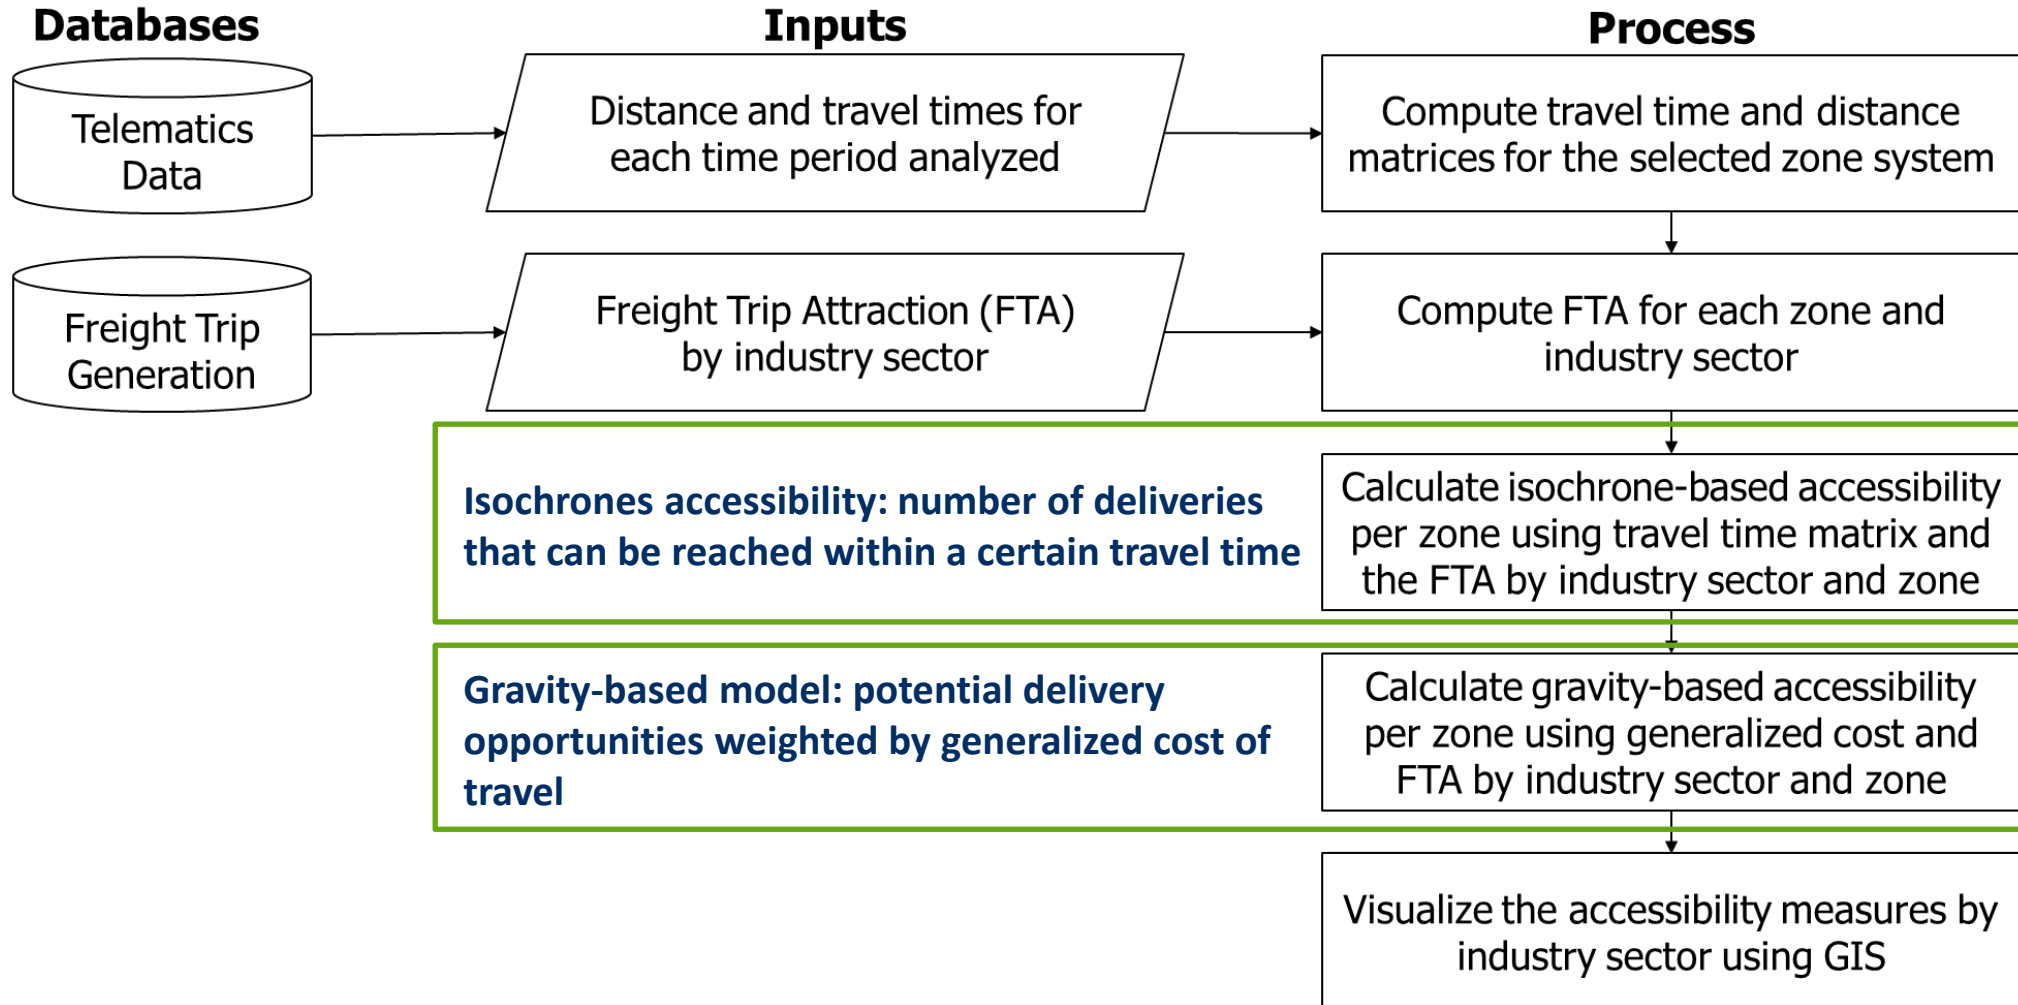 Databases
Inputs
Process
Telematics
Data
Distance and travel times for
each time period analyzed
Compute travel time and distance
matrices for the selected zone system
Freight Trip
Generation
Freight Trip Attraction (FTA)
by industry sector
Compute FTA for each zone and
industry sector
Isochrones accessibility: number of deliveries
that can be reached within a certain travel time
Calculate isochrone-based accessibility
per zone using travel time matrix and
the FTA by industry sector and zone
Gravity-based model: potential delivery
opportunities weighted by generalized cost of
travel
Calculate gravity-based accessibility
per zone using generalized cost and
FTA by industry sector and zone
Visualize the accessibility measures by
industry sector using GIS